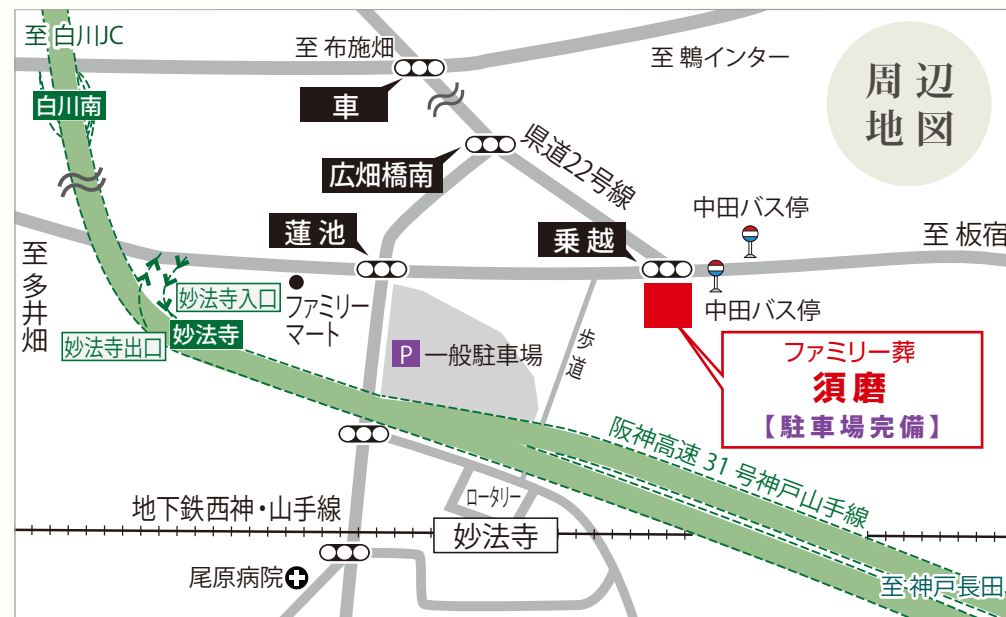 至 白川JC
至 布施畑
至 鵯インター
周辺
地図
白川南
車
広畑橋南
県道22号線
中田バス停
蓮池
乗越
至 板宿
至多井畑
妙法寺入口
ファミリー
マート
中田バス停
妙法寺出口
妙法寺
P 一般駐車場
歩道
ファミリー葬
須磨
【駐車場完備】
阪神高速 31 号神戸山手線
ロータリー
地下鉄西神・山手線
妙法寺
尾原病院
至 神戸長田